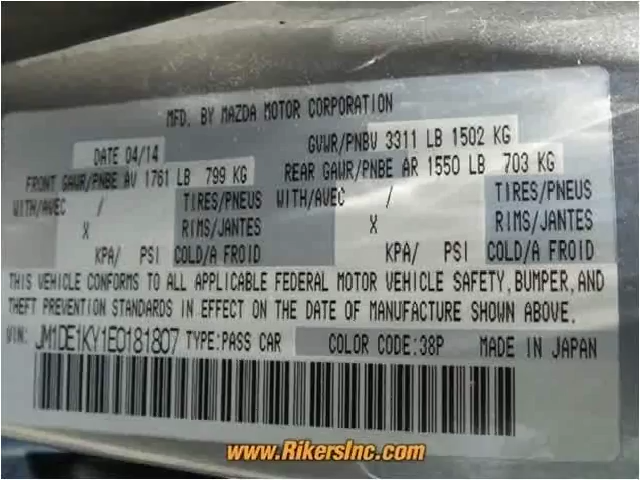 MFD. BY MAZDA MOTOR CORPORATION
DATE 04/14 GVWR/PNBV 3311 LB 1502 KG
FRONT GAWR/PNBE AV 1761 LB 799 KG REAR GAWR/PNBE AR 1550 LB 703 KG
WITH/AVEC / TIRES/PNEUS WITH/AVEC / TIRES/PNEUS
X RIMS/JANTES X RIMS/JANTES
KPA/ PSI COLD/A FROID KPA/ PSI COLD/A FROID
THIS VEHICLE CONFORMS TO ALL APPLICABLE FEDERAL MOTOR VEHICLE SAFETY, BUMPER, AND
THEFT PREVENTION STANDARDS IN EFFECT ON THE DATE OF MANUFACTURE SHOWN ABOVE.
VIN: JM1DE1KY1E0181807 TYPE:PASS CAR COLOR CODE:38P MADE IN JAPAN
www.RikersInc.com